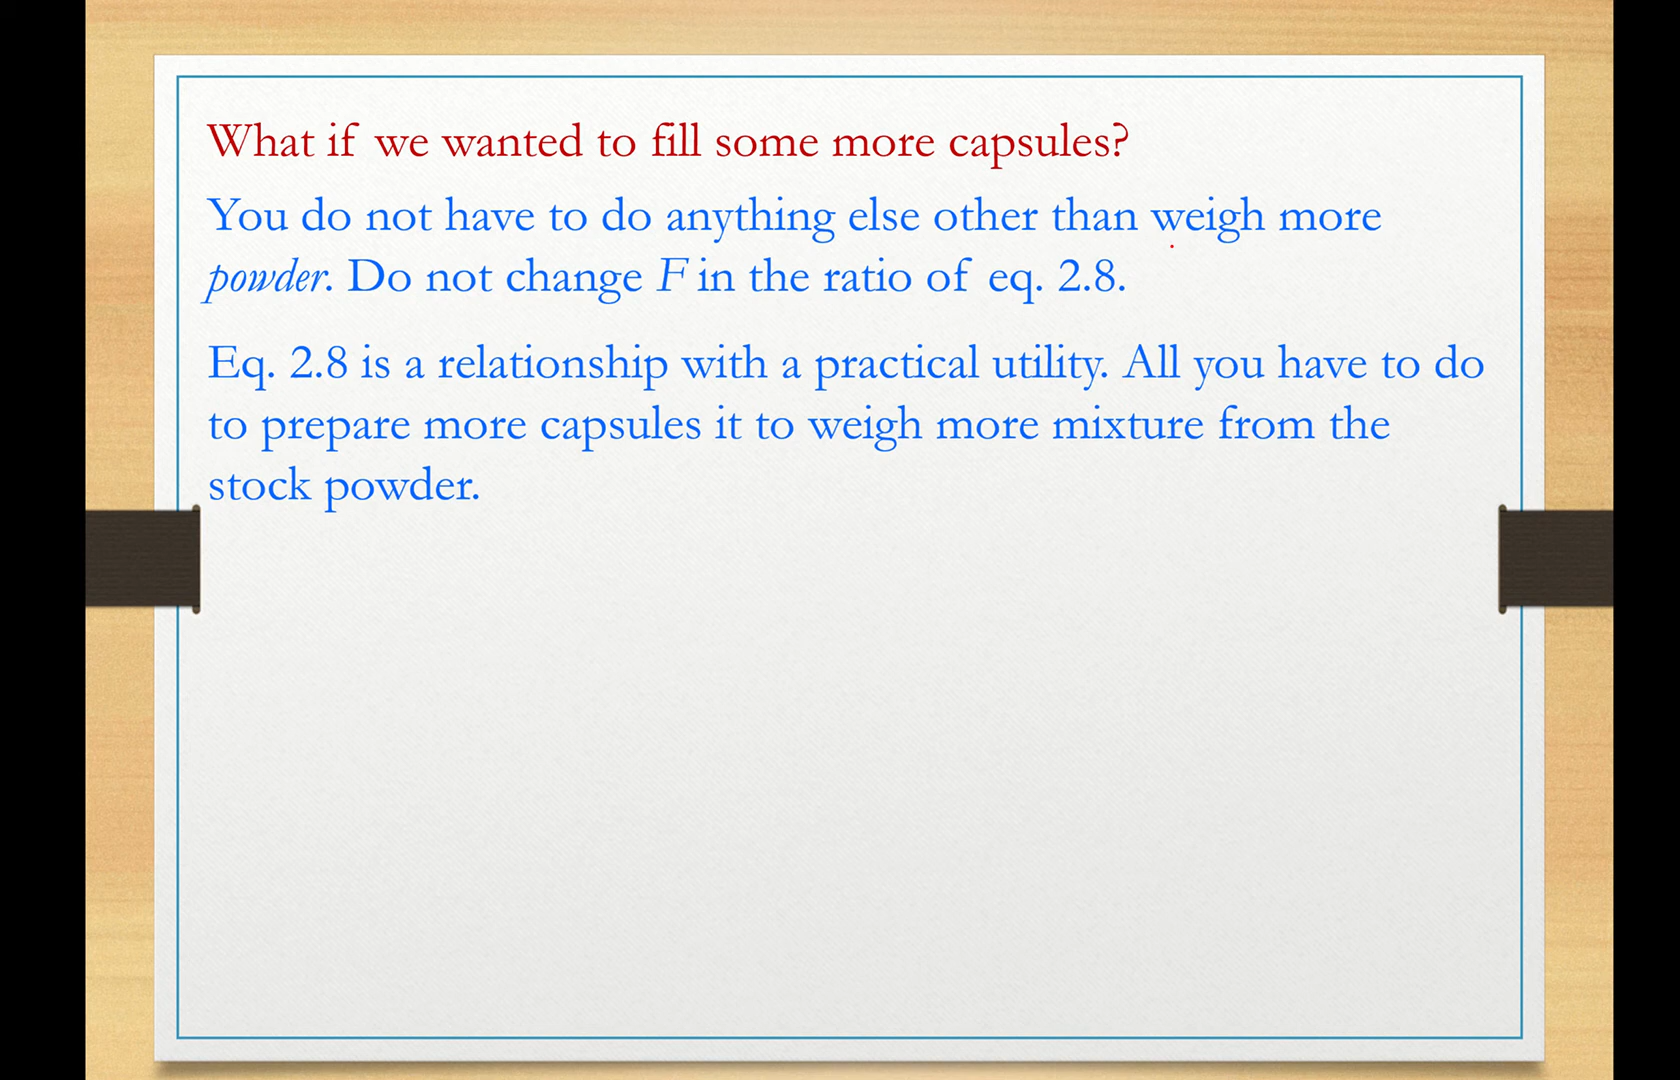 What if we wanted to fill some more capsules?
You do not have to do anything else other than weigh more
powder. Do not change F in the ratio of eq. 2.8.
Eq. 2.8 is a relationship with a practical utility. All you have to do
to prepare more capsules it to weigh more mixture from the
stock powder.